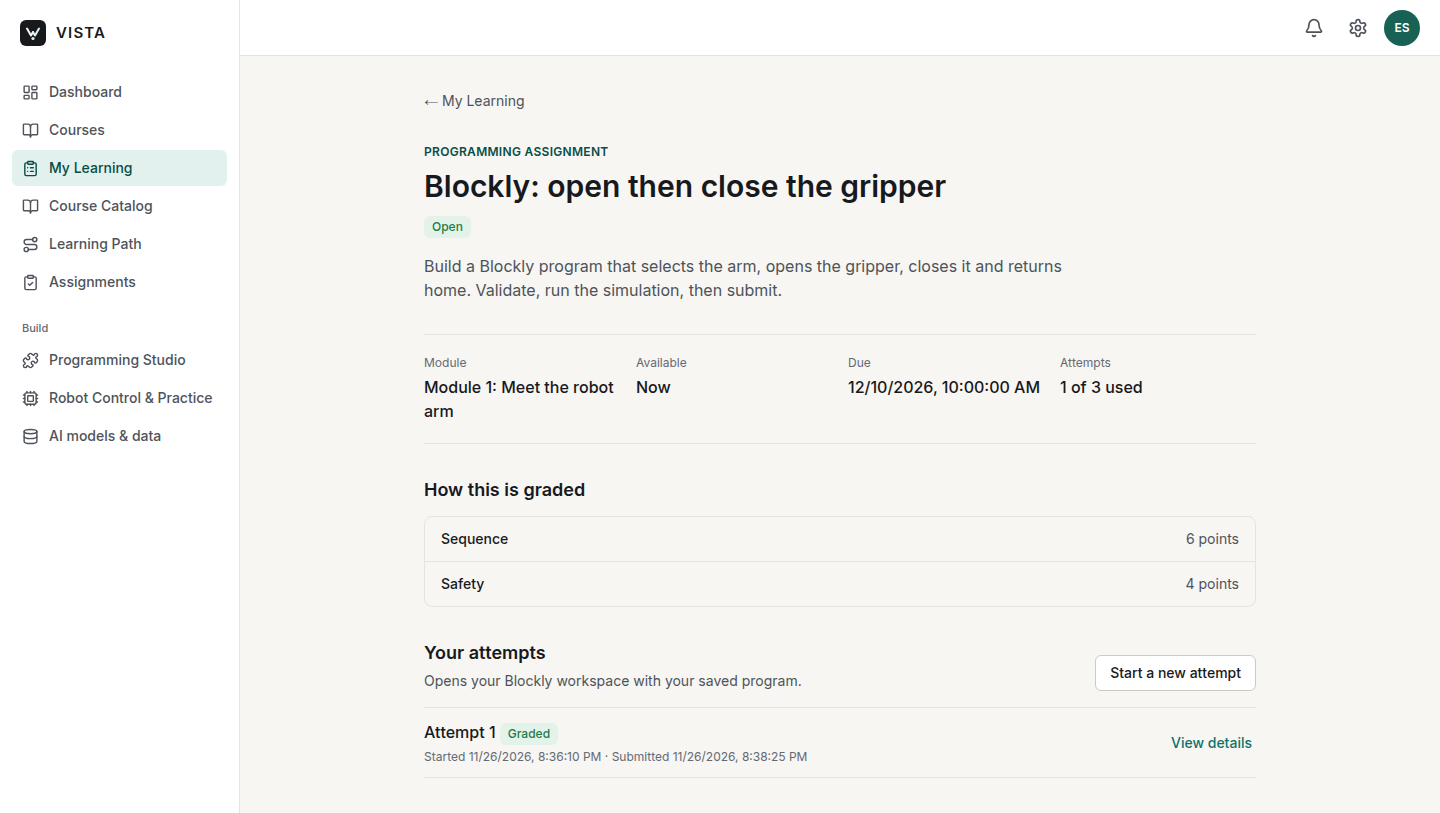 VISTA
ES
Dashboard
Courses
My Learning
Course Catalog
Learning Path
Assignments
Build
Programming Studio
Robot Control & Practice
AI models & data
← My Learning
PROGRAMMING ASSIGNMENT
Blockly: open then close the gripper
Open
Build a Blockly program that selects the arm, opens the gripper, closes it and returns
home. Validate, run the simulation, then submit.
Module
Module 1: Meet the robot
arm
Available
Now
Due
12/10/2026, 10:00:00 AM
Attempts
1 of 3 used
How this is graded
Sequence 6 points
Safety 4 points
Your attempts
Opens your Blockly workspace with your saved program.
Start a new attempt
Attempt 1 Graded
Started 11/26/2026, 8:36:10 PM · Submitted 11/26/2026, 8:38:25 PM
View details